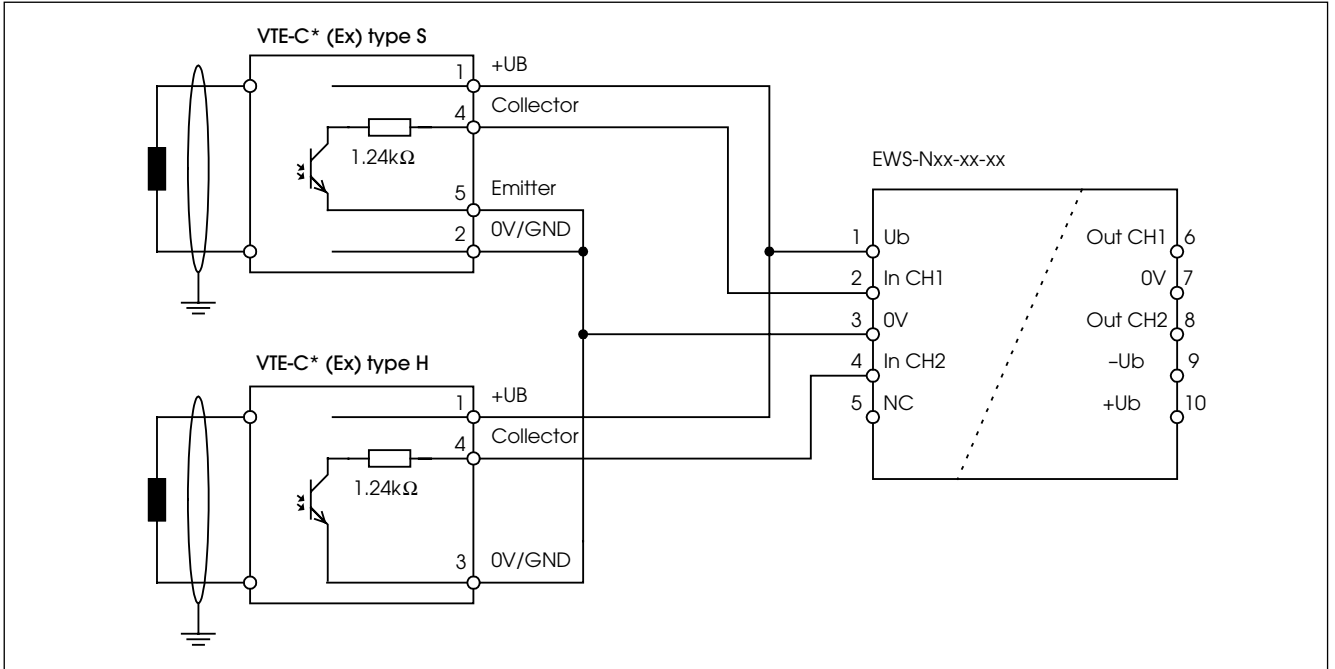 VTE-C* (Ex) type S
1 +UB
4 Collector
1.24kΩ
5 Emitter
2 0V/GND
VTE-C* (Ex) type H
1 +UB
4 Collector
1.24kΩ
3 0V/GND
EWS-Nxx-xx-xx
1 Ub
2 In CH1
3 0V
4 In CH2
5 NC
Out CH1 6
0V 7
Out CH2 8
–Ub 9
+Ub 10